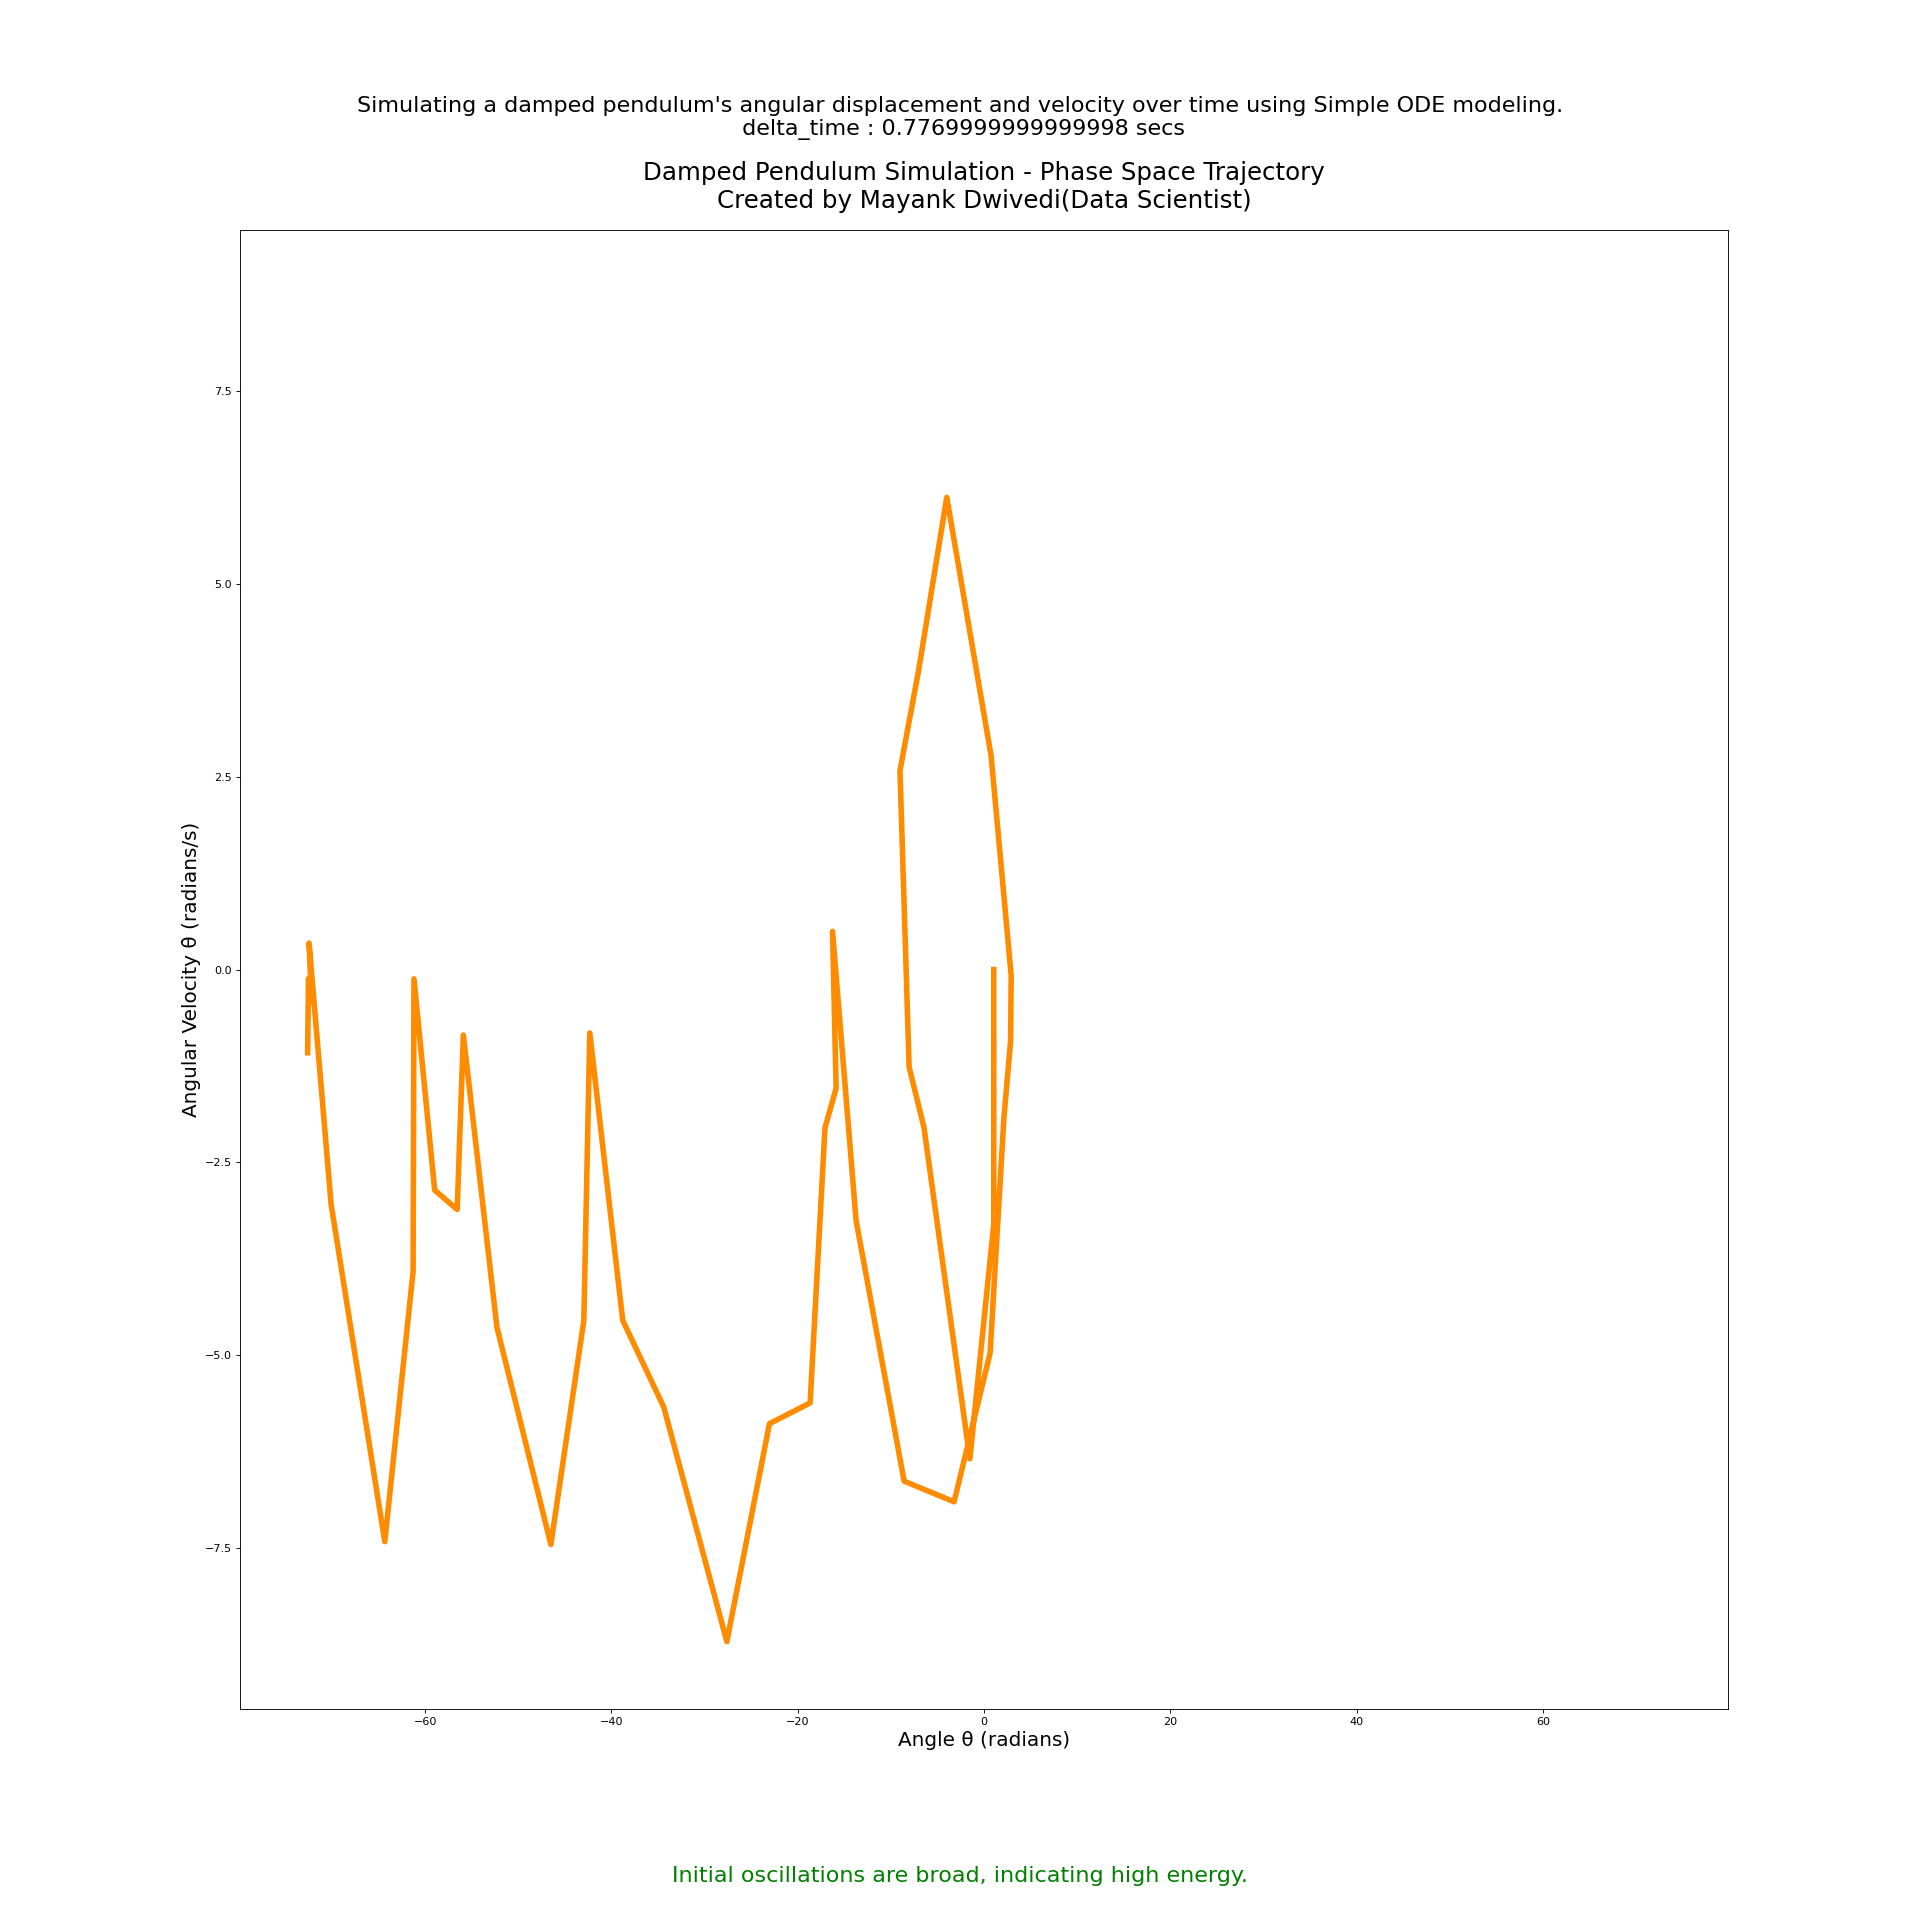 Simulating a damped pendulum's angular displacement and velocity over time using Simple ODE modeling.
delta_time : 0.7769999999999998 secs
Damped Pendulum Simulation - Phase Space Trajectory
Created by Mayank Dwivedi(Data Scientist)
7.5
5.0
2.5
0.0
−2.5
−5.0
−7.5
Angular Velocity θ (radians/s)
−60
−40
−20
0
20
40
60
Angle θ (radians)
Initial oscillations are broad, indicating high energy.